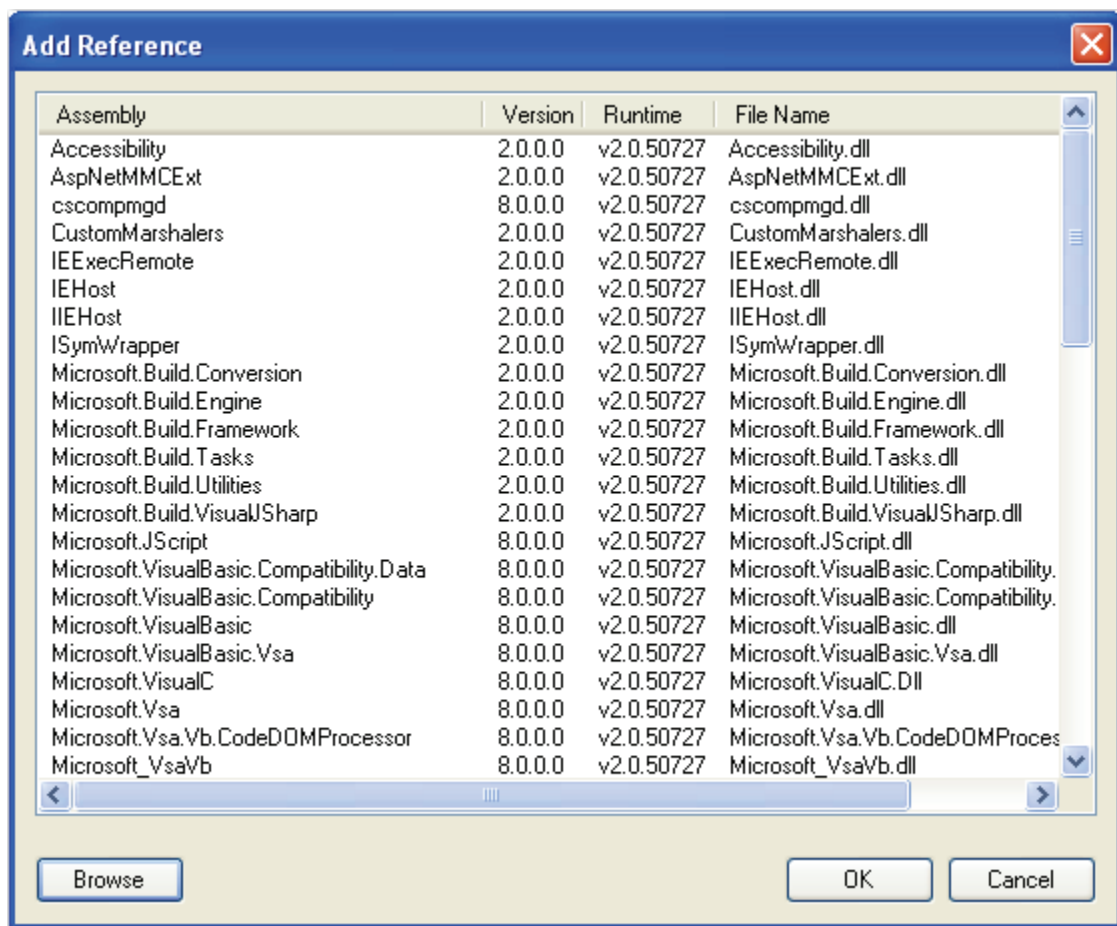 Add Reference
Assembly Version Runtime File Name
Accessibility 2.0.0.0 v2.0.50727 Accessibility.dll
AspNetMMCExt 2.0.0.0 v2.0.50727 AspNetMMCExt.dll
cscompmgd 8.0.0.0 v2.0.50727 cscompmgd.dll
CustomMarshalers 2.0.0.0 v2.0.50727 CustomMarshalers.dll
IEExecRemote 2.0.0.0 v2.0.50727 IEExecRemote.dll
IEHost 2.0.0.0 v2.0.50727 IEHost.dll
IIEHost 2.0.0.0 v2.0.50727 IIEHost.dll
ISymWrapper 2.0.0.0 v2.0.50727 ISymWrapper.dll
Microsoft.Build.Conversion 2.0.0.0 v2.0.50727 Microsoft.Build.Conversion.dll
Microsoft.Build.Engine 2.0.0.0 v2.0.50727 Microsoft.Build.Engine.dll
Microsoft.Build.Framework 2.0.0.0 v2.0.50727 Microsoft.Build.Framework.dll
Microsoft.Build.Tasks 2.0.0.0 v2.0.50727 Microsoft.Build.Tasks.dll
Microsoft.Build.Utilities 2.0.0.0 v2.0.50727 Microsoft.Build.Utilities.dll
Microsoft.Build.VisualJSharp 2.0.0.0 v2.0.50727 Microsoft.Build.VisualJSharp.dll
Microsoft.JScript 8.0.0.0 v2.0.50727 Microsoft.JScript.dll
Microsoft.VisualBasic.Compatibility.Data 8.0.0.0 v2.0.50727 Microsoft.VisualBasic.Compatibility.
Microsoft.VisualBasic.Compatibility 8.0.0.0 v2.0.50727 Microsoft.VisualBasic.Compatibility.
Microsoft.VisualBasic 8.0.0.0 v2.0.50727 Microsoft.VisualBasic.dll
Microsoft.VisualBasic.Vsa 8.0.0.0 v2.0.50727 Microsoft.VisualBasic.Vsa.dll
Microsoft.VisualC 8.0.0.0 v2.0.50727 Microsoft.VisualC.Dll
Microsoft.Vsa 8.0.0.0 v2.0.50727 Microsoft.Vsa.dll
Microsoft.Vsa.Vb.CodeDOMProcessor 8.0.0.0 v2.0.50727 Microsoft.Vsa.Vb.CodeDOMProces
Microsoft_VsaVb 8.0.0.0 v2.0.50727 Microsoft_VsaVb.dll
Browse OK Cancel